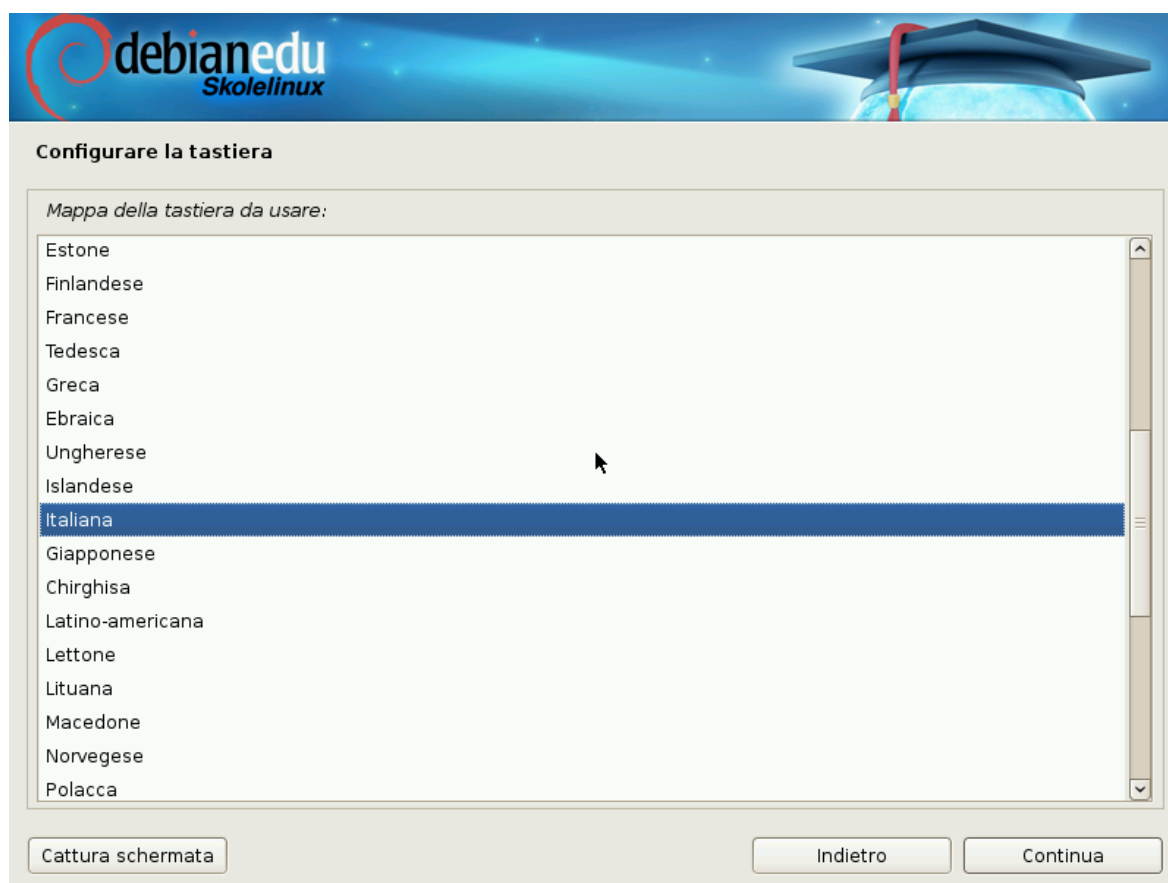 debianedu
Skolelinux
Configurare la tastiera
Mappa della tastiera da usare:
Estone
Finlandese
Francese
Tedesca
Greca
Ebraica
Ungherese
Islandese
Italiana
Giapponese
Chirghisa
Latino-americana
Lettone
Lituana
Macedone
Norvegese
Polacca
Cattura schermata Indietro Continua